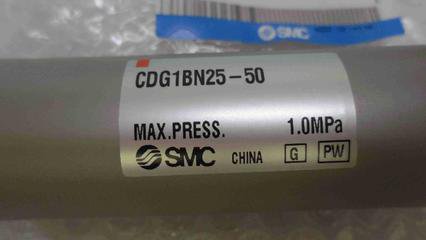 SMC
CDG1BN25-50
MAX.PRESS. 1.0MPa
SMC CHINA G PW